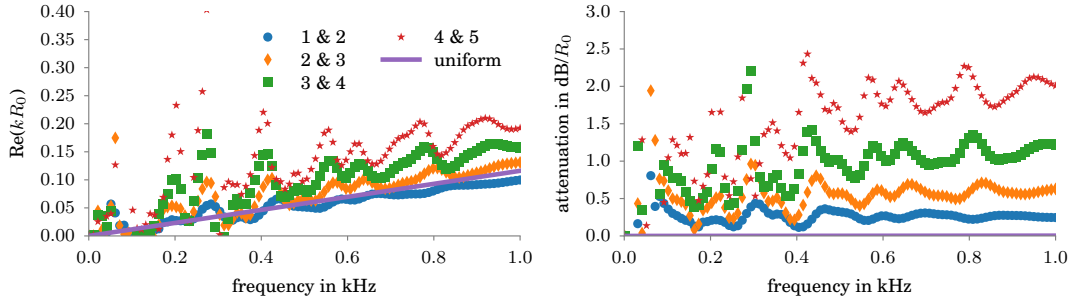 0.40
0.35
0.30
0.25
0.20
0.15
0.10
0.05
0.00
Re(kR₀)
1 & 2
2 & 3
3 & 4
4 & 5
uniform
0.0 0.2 0.4 0.6 0.8 1.0
frequency in kHz
3.0
2.5
2.0
1.5
1.0
0.5
0.0
attenuation in dB/R₀
0.0 0.2 0.4 0.6 0.8 1.0
frequency in kHz